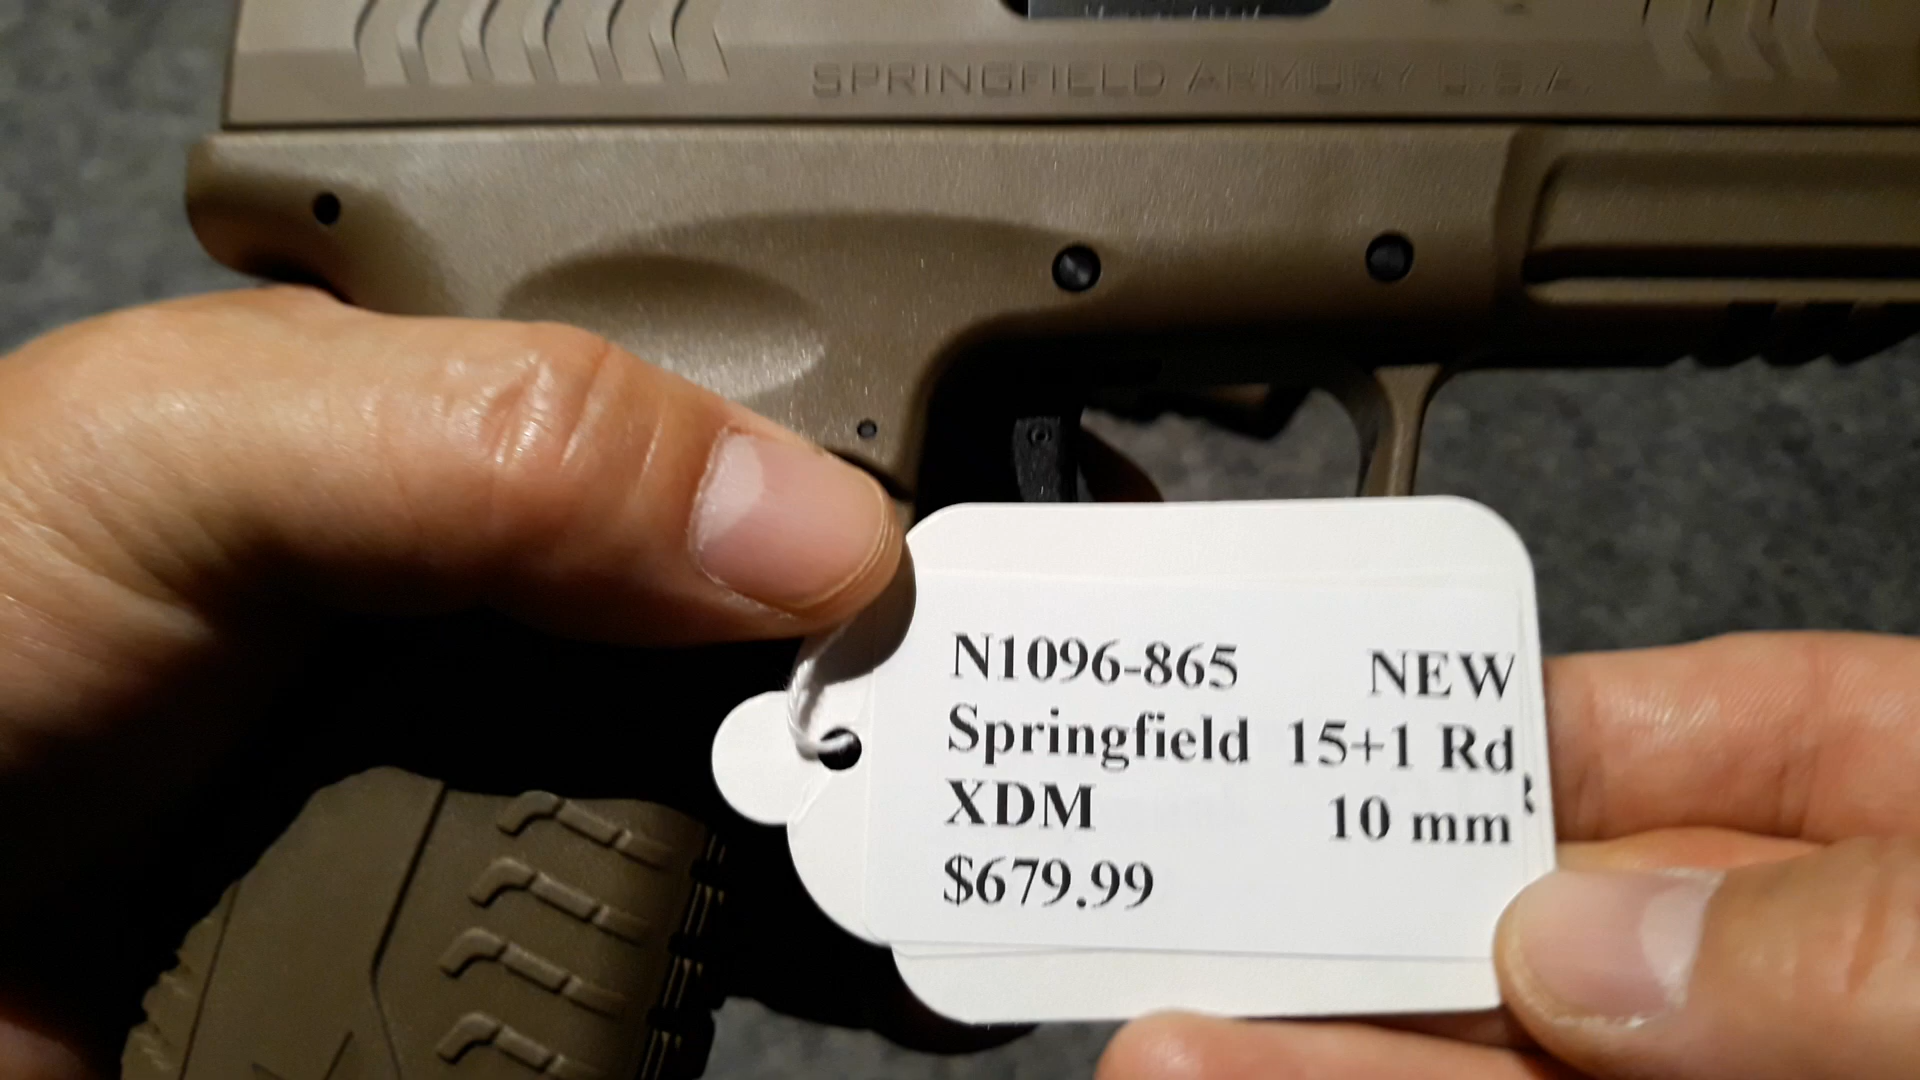 SPRINGFIELD ARMORY U.S.A.
N1096-865 NEW
Springfield 15+1 Rd
XDM 10 mm
$679.99